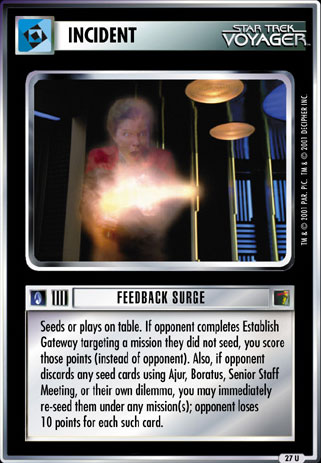 INCIDENT
STAR TREK
VOYAGER™
TM & © 2001 PAR. P.C. TM & © 2001 DECIPHER INC.
FEEDBACK SURGE
Seeds or plays on table. If opponent completes Establish
Gateway targeting a mission they did not seed, you score
those points (instead of opponent). Also, if opponent
discards any seed cards using Ajur, Boratus, Senior Staff
Meeting, or their own dilemma, you may immediately
re-seed them under any mission(s); opponent loses
10 points for each such card.
27 U